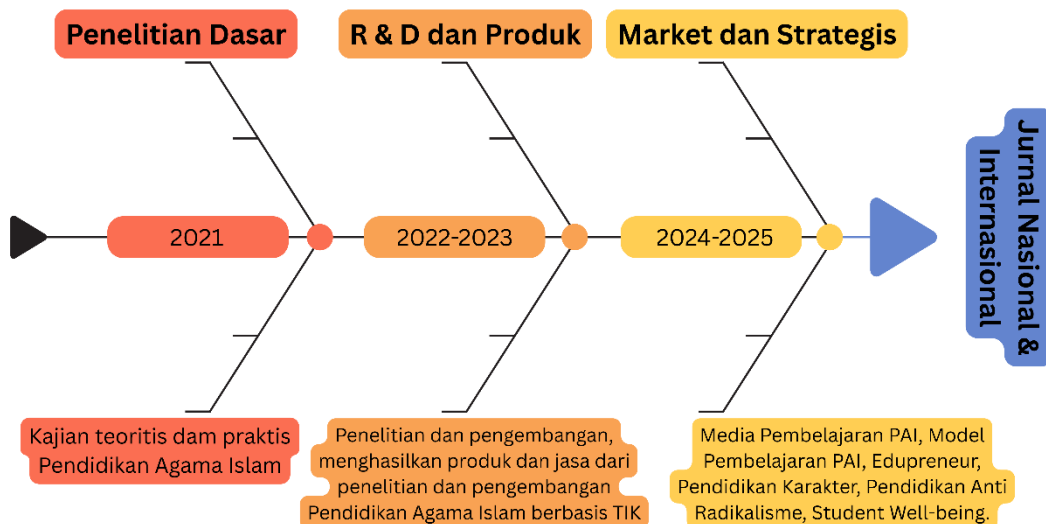 Penelitian Dasar
R & D dan Produk
Market dan Strategis
2021
2022-2023
2024-2025
Jurnal Nasional &
Internasional
Kajian teoritis dam praktis
Pendidikan Agama Islam
Penelitian dan pengembangan,
menghasilkan produk dan jasa dari
penelitian dan pengembangan
Pendidikan Agama Islam berbasis TIK
Media Pembelajaran PAI, Model
Pembelajaran PAI, Edupreneur,
Pendidikan Karakter, Pendidikan Anti
Radikalisme, Student Well-being.